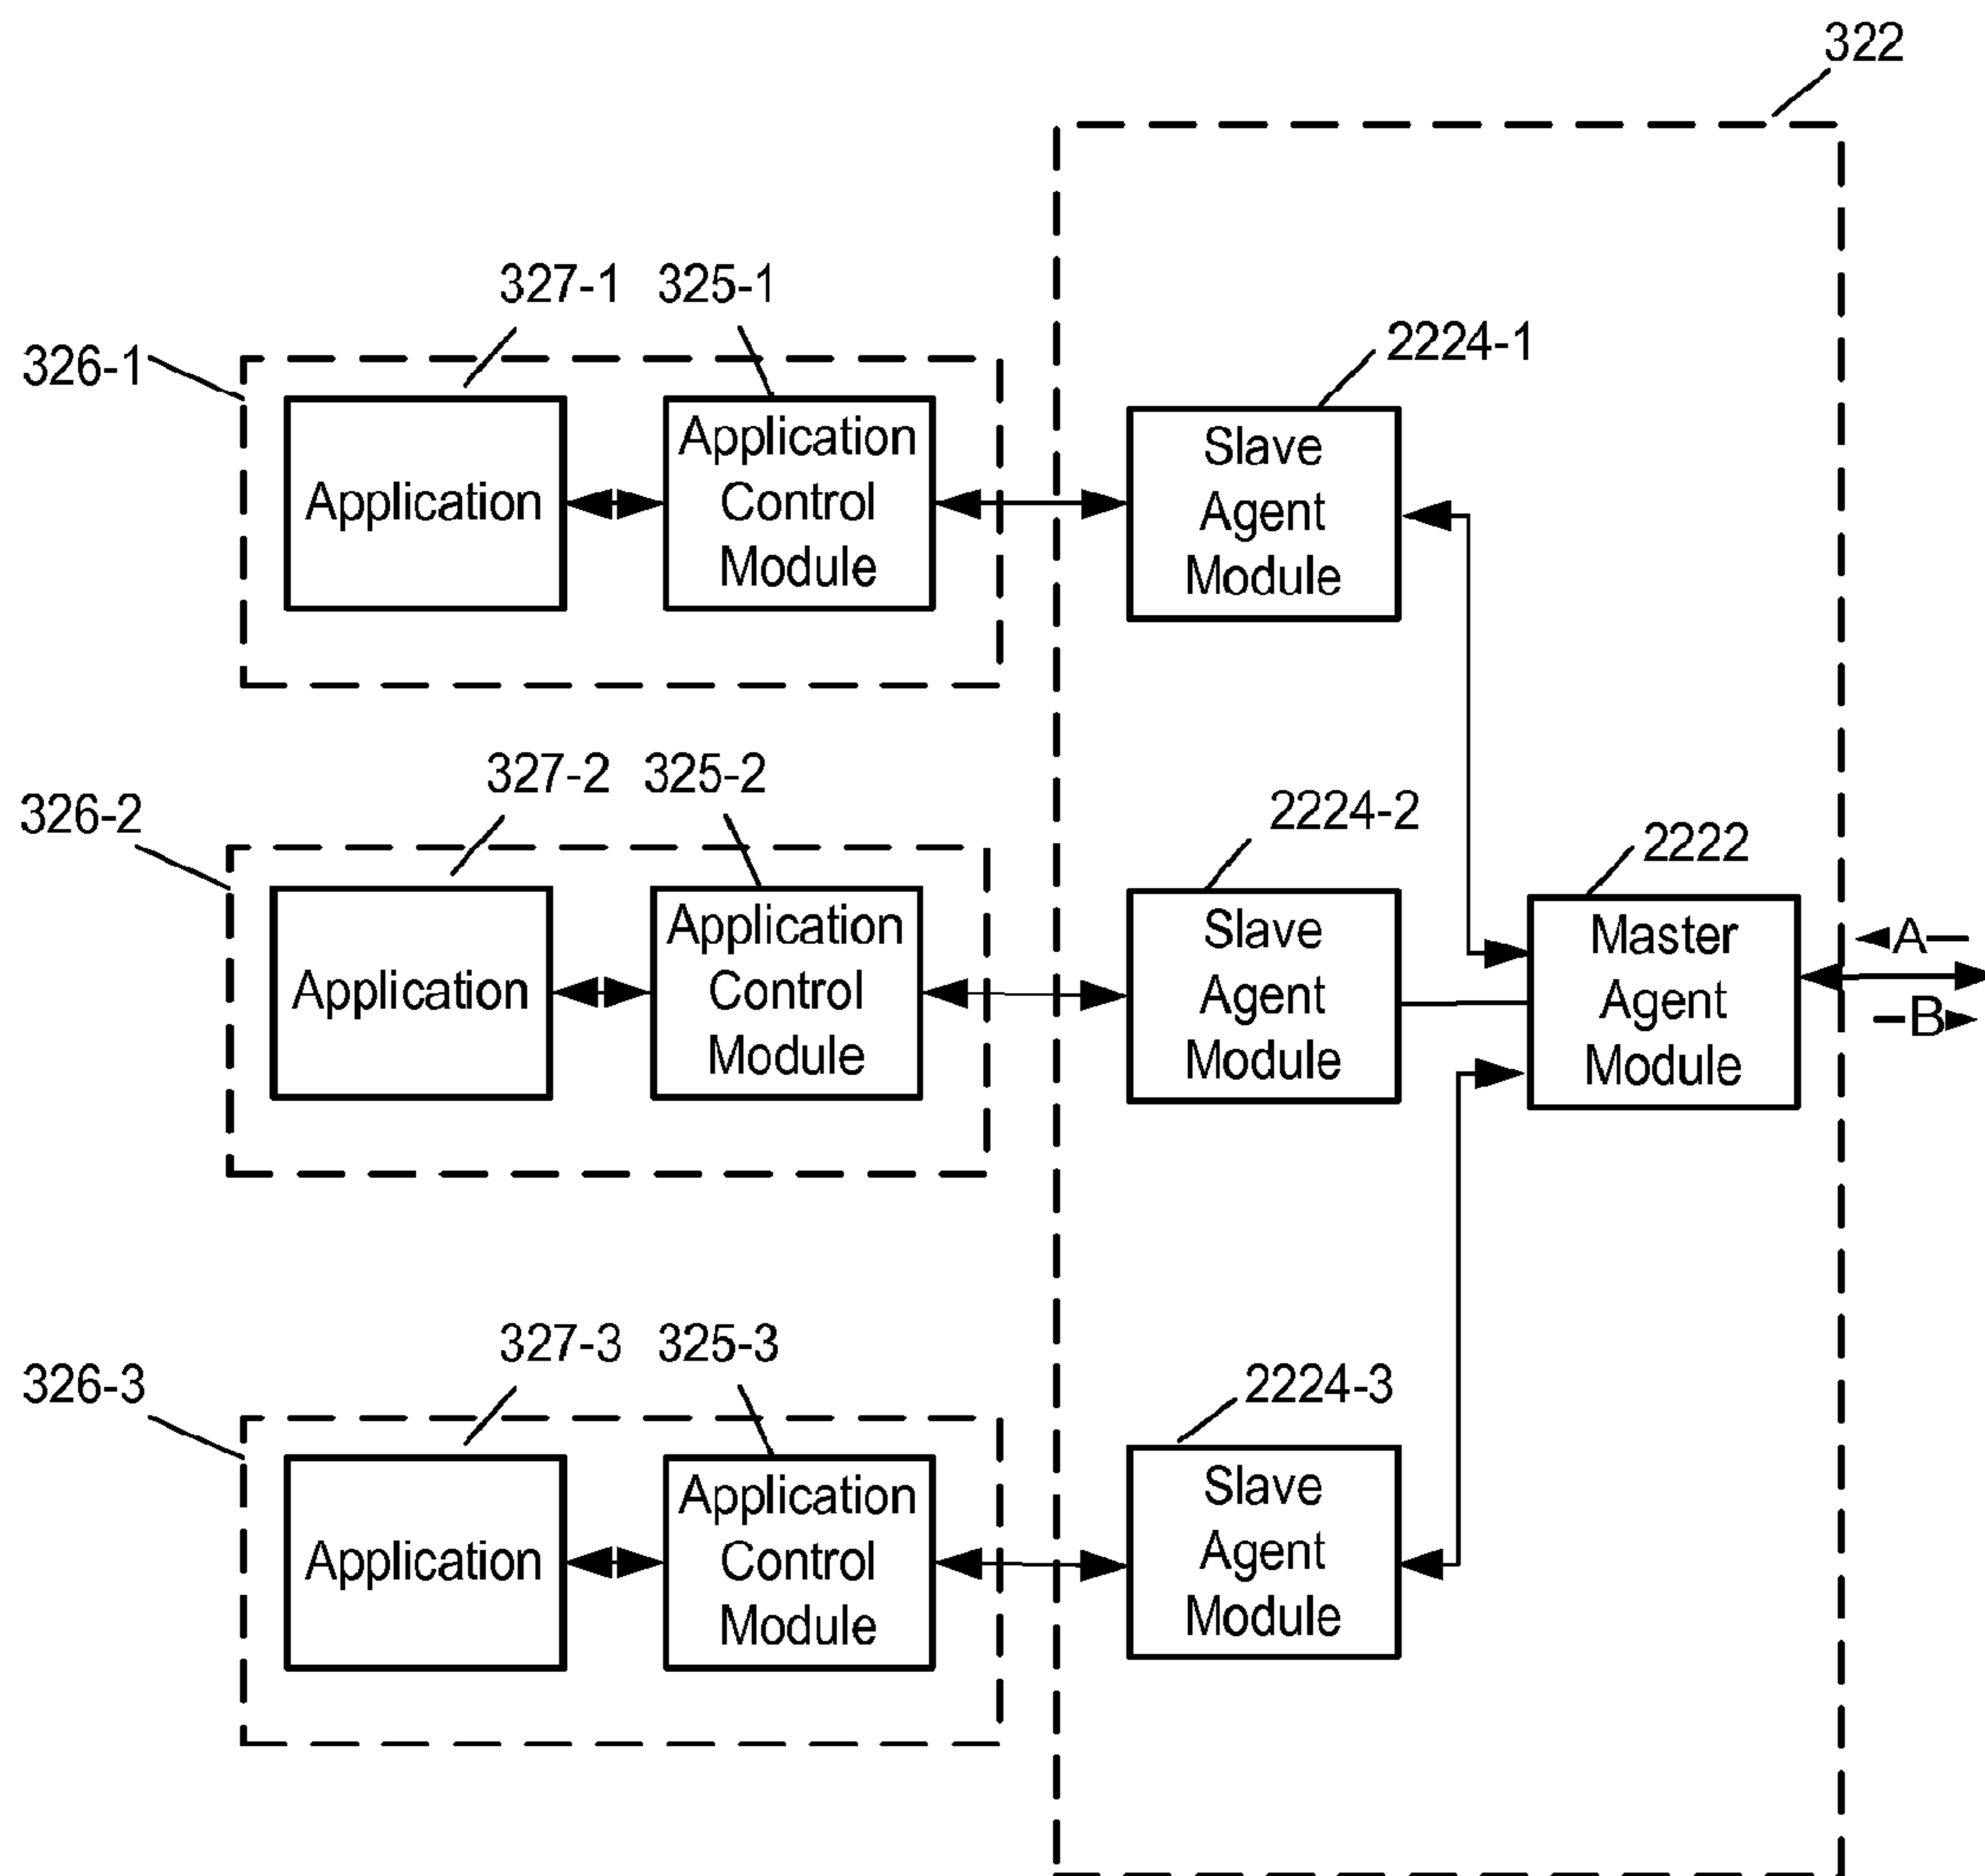 322
327-1 325-1
326-1
2224-1
Application
Application
Control
Module
Slave
Agent
Module
327-2 325-2
326-2
2224-2
2222
Application
Application
Control
Module
Slave
Agent
Module
Master
Agent
Module
A
B
327-3 325-3
326-3
2224-3
Application
Application
Control
Module
Slave
Agent
Module